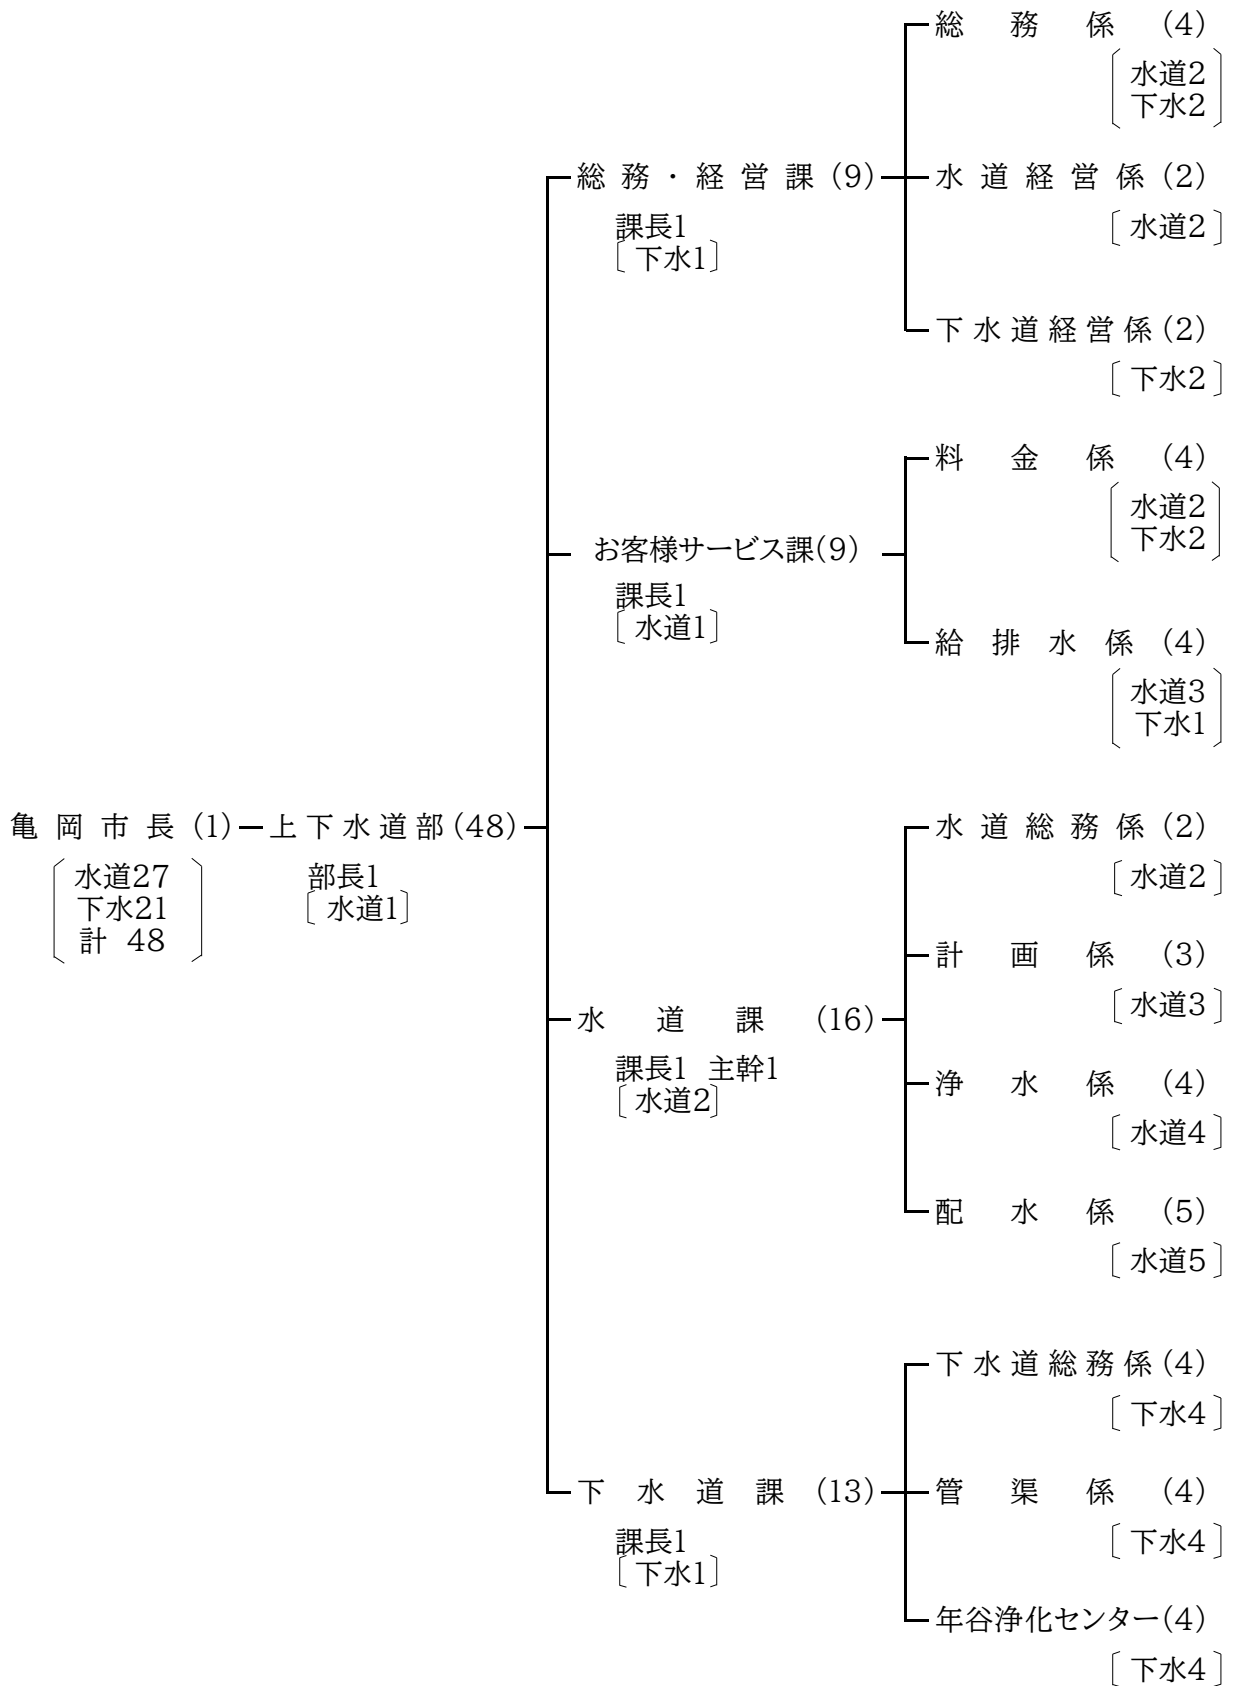 総務係(4)
水道2
下水2
総務・経営課(9)
水道経営係(2)
課長1
[下水1]
[水道2]
下水道経営係(2)
[下水2]
料金係(4)
水道2
下水2
お客様サービス課(9)
課長1
[水道1]
給排水係(4)
水道3
下水1
亀岡市長(1)
上下水道部(48)
水道27
下水21
計 48
部長1
[水道1]
水道総務係(2)
[水道2]
計画係(3)
[水道3]
水道課(16)
課長1 主幹1
[水道2]
浄水係(4)
[水道4]
配水係(5)
[水道5]
下水道総務係(4)
[下水4]
下水道課(13)
課長1
[下水1]
管渠係(4)
[下水4]
年谷浄化センター(4)
[下水4]